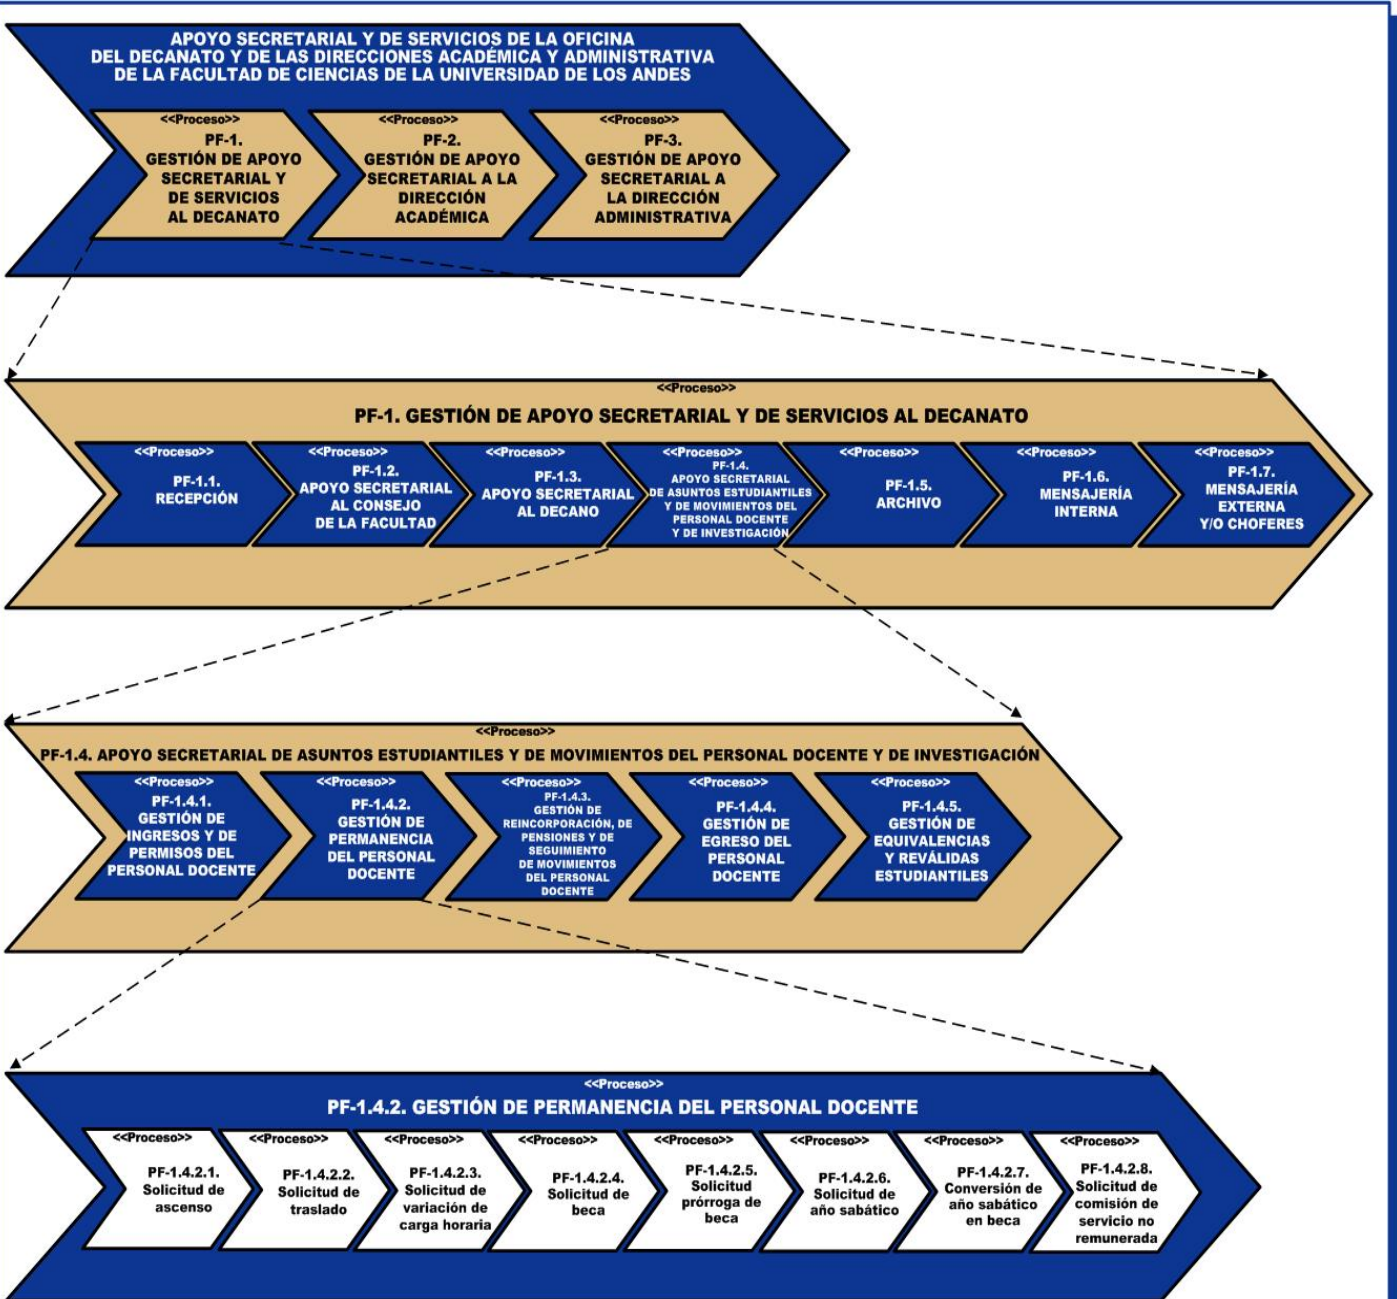 APOYO SECRETARIAL Y DE SERVICIOS DE LA OFICINA
DEL DECANATO Y DE LAS DIRECCIONES ACADÉMICA Y ADMINISTRATIVA
DE LA FACULTAD DE CIENCIAS DE LA UNIVERSIDAD DE LOS ANDES
<<Proceso>>
PF-1.
GESTIÓN DE APOYO
SECRETARIAL Y
DE SERVICIOS
AL DECANATO
<<Proceso>>
PF-2.
GESTIÓN DE APOYO
SECRETARIAL A LA
DIRECCIÓN
ACADÉMICA
<<Proceso>>
PF-3.
GESTIÓN DE APOYO
SECRETARIAL A
LA DIRECCIÓN
ADMINISTRATIVA
<<Proceso>>
PF-1. GESTIÓN DE APOYO SECRETARIAL Y DE SERVICIOS AL DECANATO
<<Proceso>>
PF-1.1.
RECEPCIÓN
<<Proceso>>
PF-1.2.
APOYO SECRETARIAL
AL CONSEJO
DE LA FACULTAD
<<Proceso>>
PF-1.3.
APOYO SECRETARIAL
AL DECANO
<<Proceso>>
PF-1.4.
APOYO SECRETARIAL
DE ASUNTOS ESTUDIANTILES
Y DE MOVIMIENTOS DEL
PERSONAL DOCENTE
Y DE INVESTIGACIÓN
<<Proceso>>
PF-1.5.
ARCHIVO
<<Proceso>>
PF-1.6.
MENSAJERÍA
INTERNA
<<Proceso>>
PF-1.7.
MENSAJERÍA
EXTERNA
Y/O CHOFERES
<<Proceso>>
PF-1.4. APOYO SECRETARIAL DE ASUNTOS ESTUDIANTILES Y DE MOVIMIENTOS DEL PERSONAL DOCENTE Y DE INVESTIGACIÓN
<<Proceso>>
PF-1.4.1.
GESTIÓN DE
INGRESOS Y DE
PERMISOS DEL
PERSONAL DOCENTE
<<Proceso>>
PF-1.4.2.
GESTIÓN DE
PERMANENCIA
DEL PERSONAL
DOCENTE
<<Proceso>>
PF-1.4.3.
GESTIÓN DE
REINCORPORACIÓN, DE
PENSIONES Y DE
SEGUIMIENTO
DE MOVIMIENTOS
DEL PERSONAL
DOCENTE
<<Proceso>>
PF-1.4.4.
GESTIÓN DE
EGRESO DEL
PERSONAL
DOCENTE
<<Proceso>>
PF-1.4.5.
GESTIÓN DE
EQUIVALENCIAS
Y REVÁLIDAS
ESTUDIANTILES
<<Proceso>>
PF-1.4.2. GESTIÓN DE PERMANENCIA DEL PERSONAL DOCENTE
<<Proceso>>
PF-1.4.2.1.
Solicitud de
ascenso
<<Proceso>>
PF-1.4.2.2.
Solicitud de
traslado
<<Proceso>>
PF-1.4.2.3.
Solicitud de
variación de
carga horaria
<<Proceso>>
PF-1.4.2.4.
Solicitud de
beca
<<Proceso>>
PF-1.4.2.5.
Solicitud
prórroga de
beca
<<Proceso>>
PF-1.4.2.6.
Solicitud de
año sabático
<<Proceso>>
PF-1.4.2.7.
Conversión de
año sabático
en beca
<<Proceso>>
PF-1.4.2.8.
Solicitud de
comisión de
servicio no
remunerada